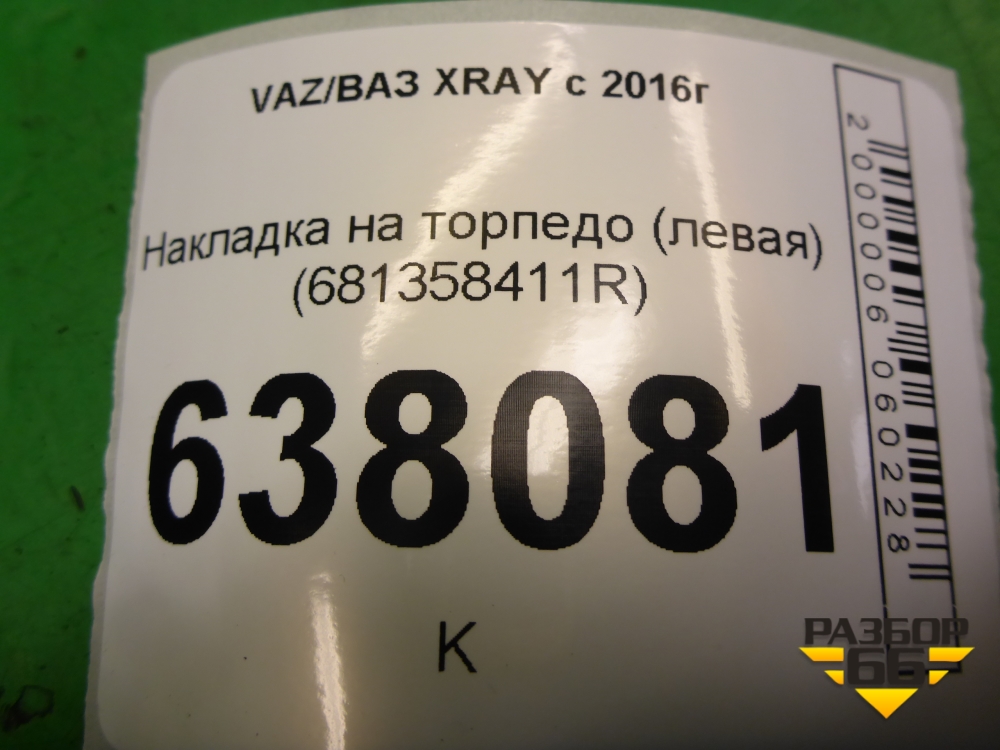 VAZ/ВАЗ XRAY с 2016г
Накладка на торпедо (левая)
(681358411R)
638081
К
2000006060228
РАЗБОР
66